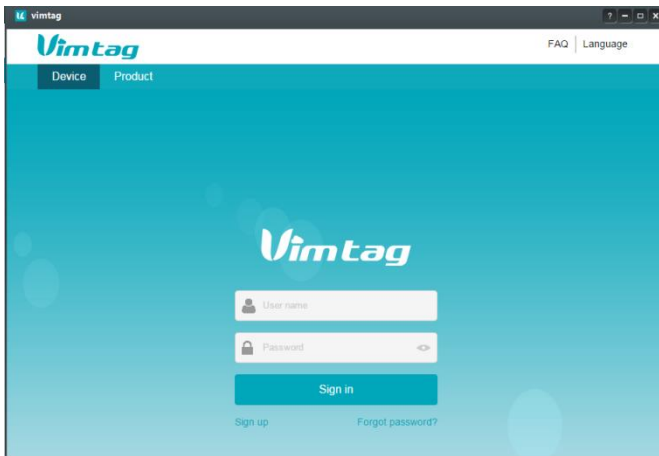 vimtag
Vimtag
FAQ Language
Device Product
Vimtag
User name
Password
Sign in
Sign up Forgot password?